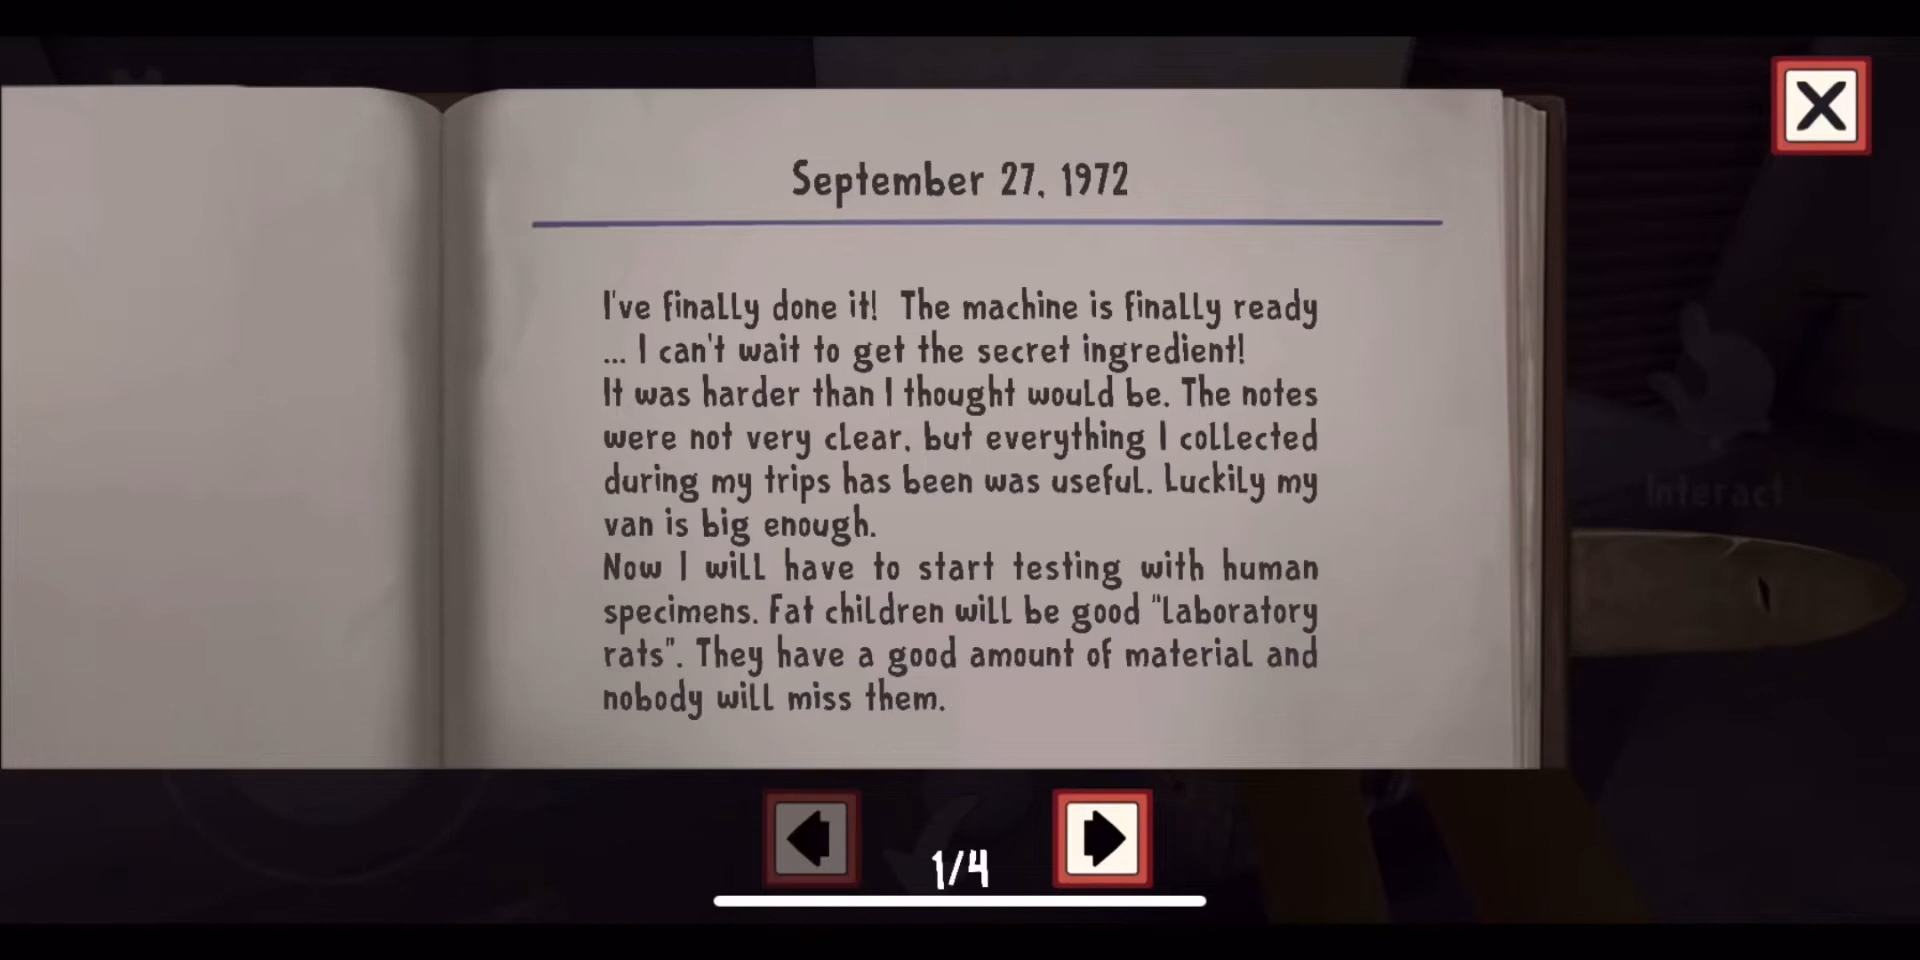 September 27, 1972
I've finally done it!  The machine is finally ready
... I can't wait to get the secret ingredient!
It was harder than I thought would be. The notes
were not very clear, but everything I collected
during my trips has been was useful. Luckily my
van is big enough.
Now I will have to start testing with human
specimens. Fat children will be good "laboratory
rats". They have a good amount of material and
nobody will miss them.
Interact
1/4